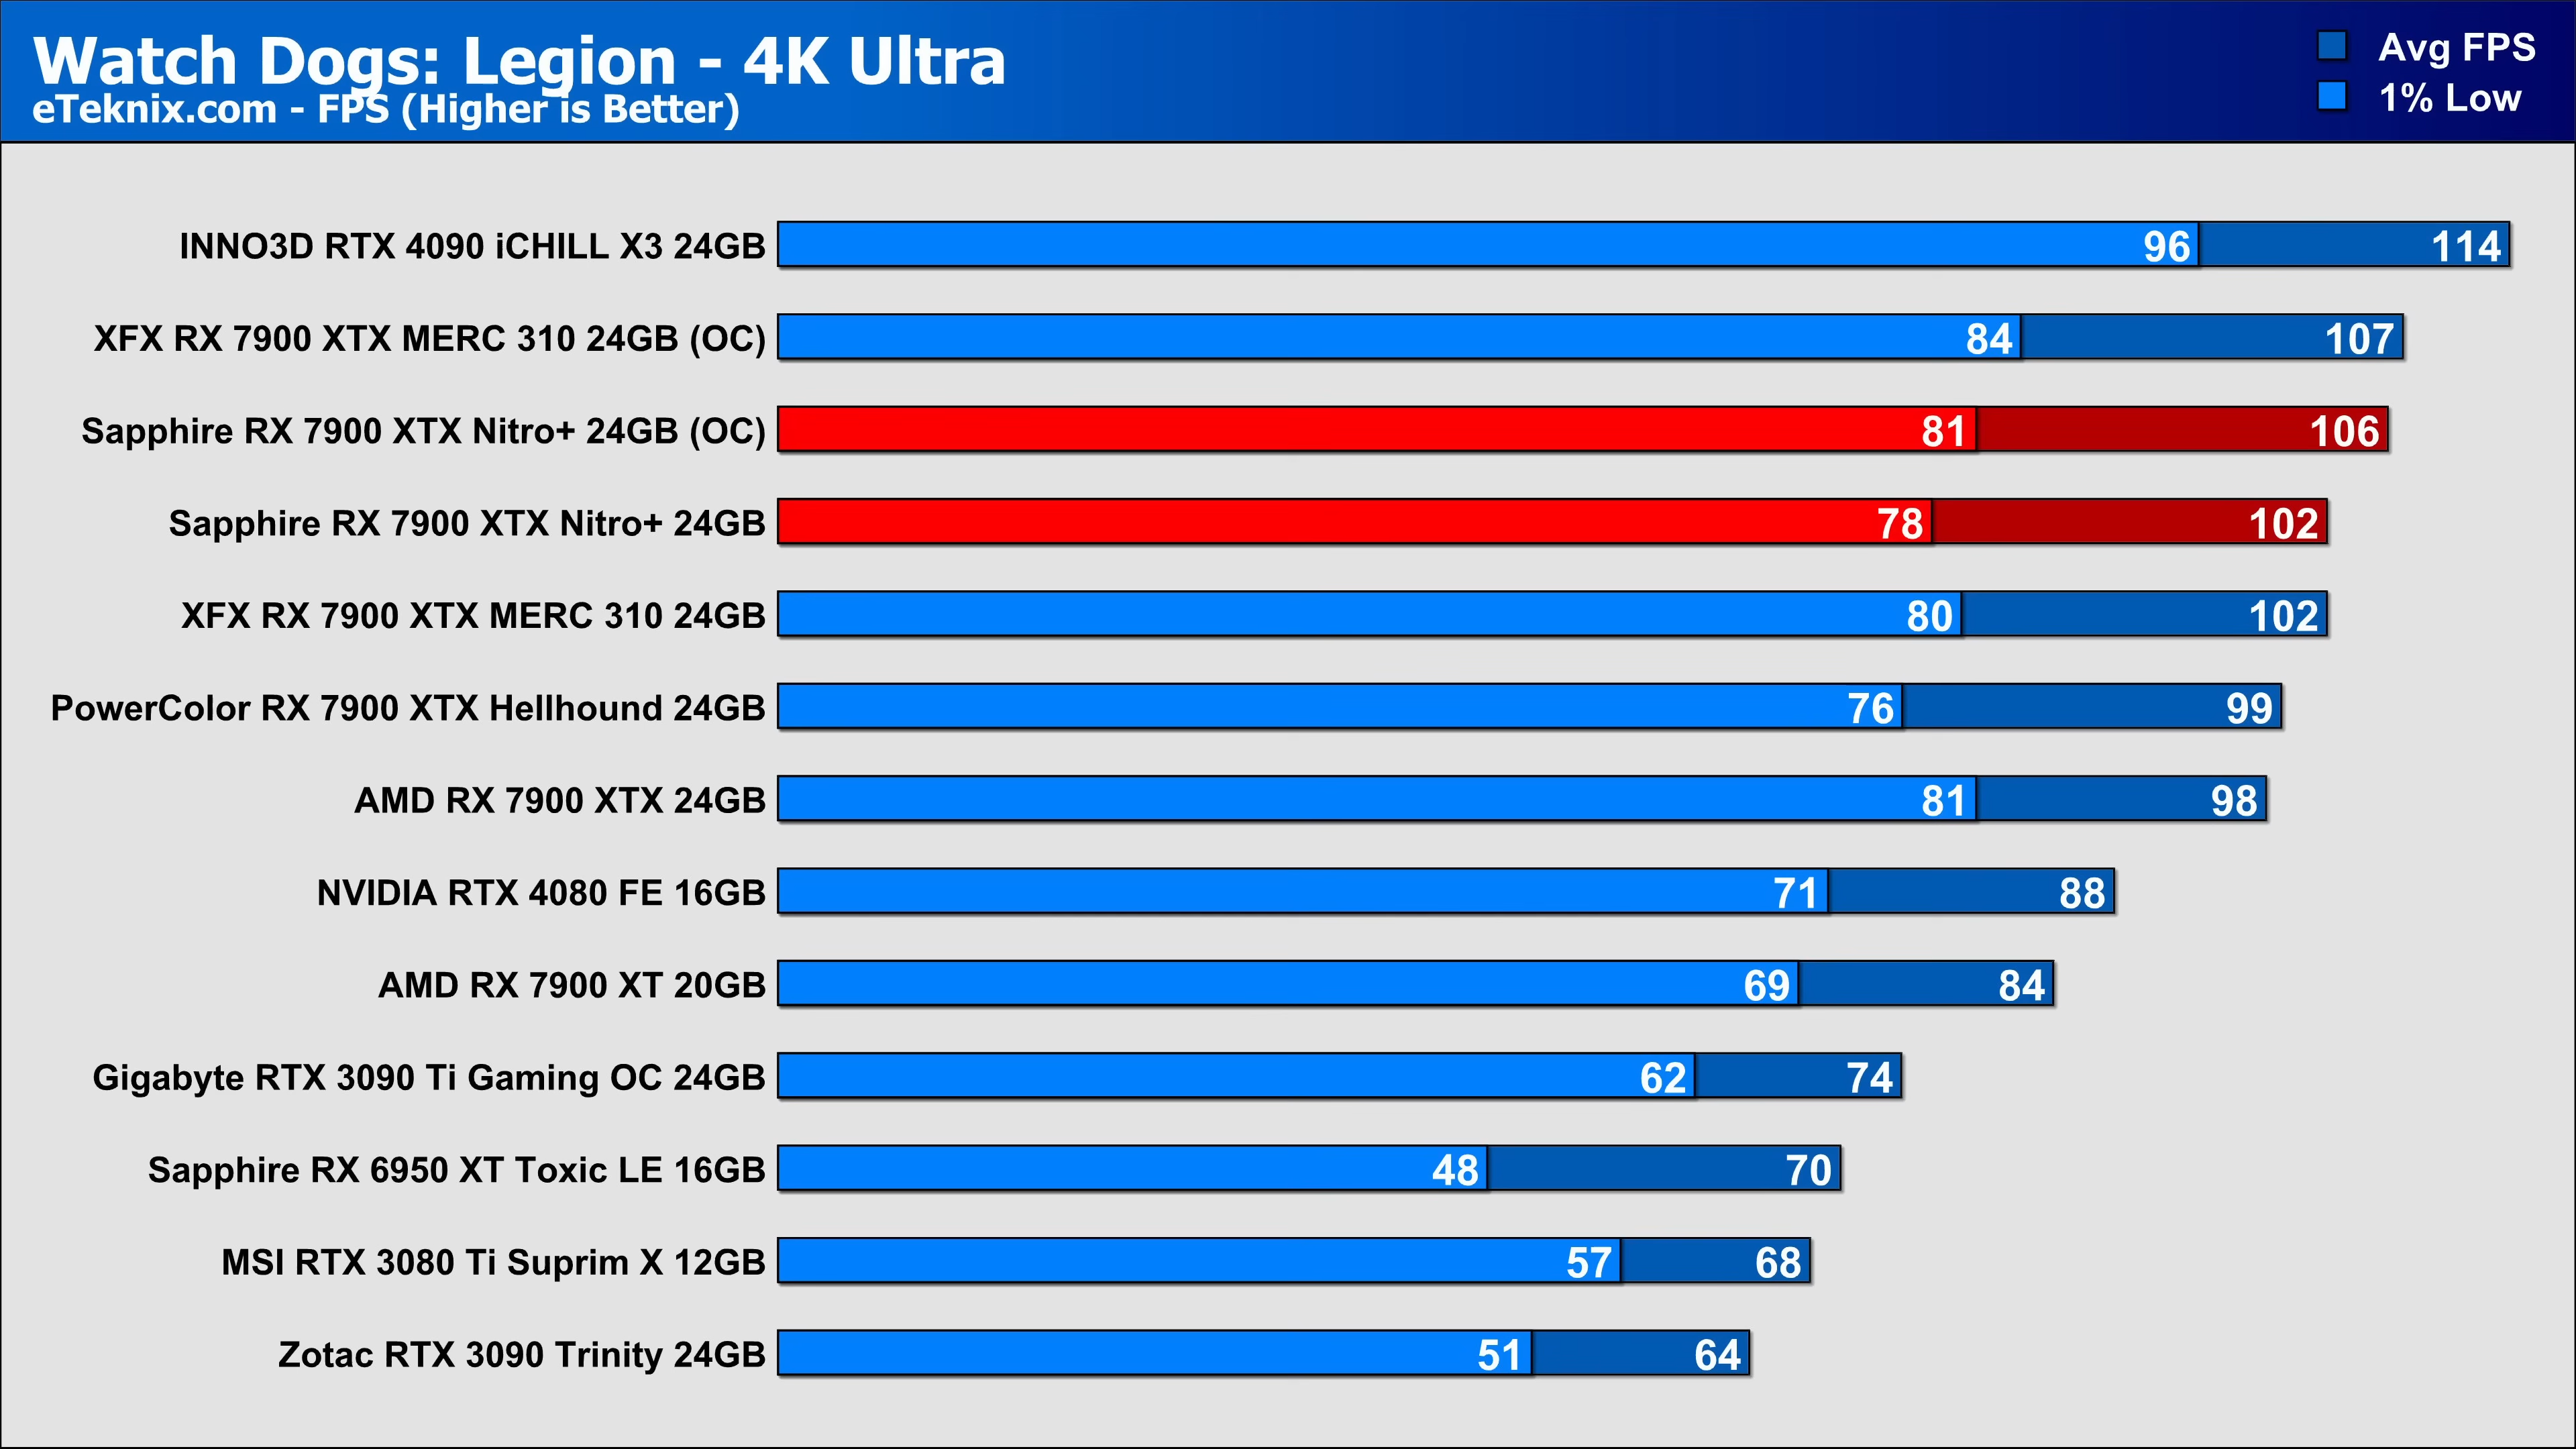 Watch Dogs: Legion - 4K Ultra
eTeknix.com - FPS (Higher is Better)
Avg FPS
1% Low
INNO3D RTX 4090 iCHILL X3 24GB 96 114
XFX RX 7900 XTX MERC 310 24GB (OC) 84 107
Sapphire RX 7900 XTX Nitro+ 24GB (OC) 81 106
Sapphire RX 7900 XTX Nitro+ 24GB 78 102
XFX RX 7900 XTX MERC 310 24GB 80 102
PowerColor RX 7900 XTX Hellhound 24GB 76 99
AMD RX 7900 XTX 24GB 81 98
NVIDIA RTX 4080 FE 16GB 71 88
AMD RX 7900 XT 20GB 69 84
Gigabyte RTX 3090 Ti Gaming OC 24GB 62 74
Sapphire RX 6950 XT Toxic LE 16GB 48 70
MSI RTX 3080 Ti Suprim X 12GB 57 68
Zotac RTX 3090 Trinity 24GB 51 64